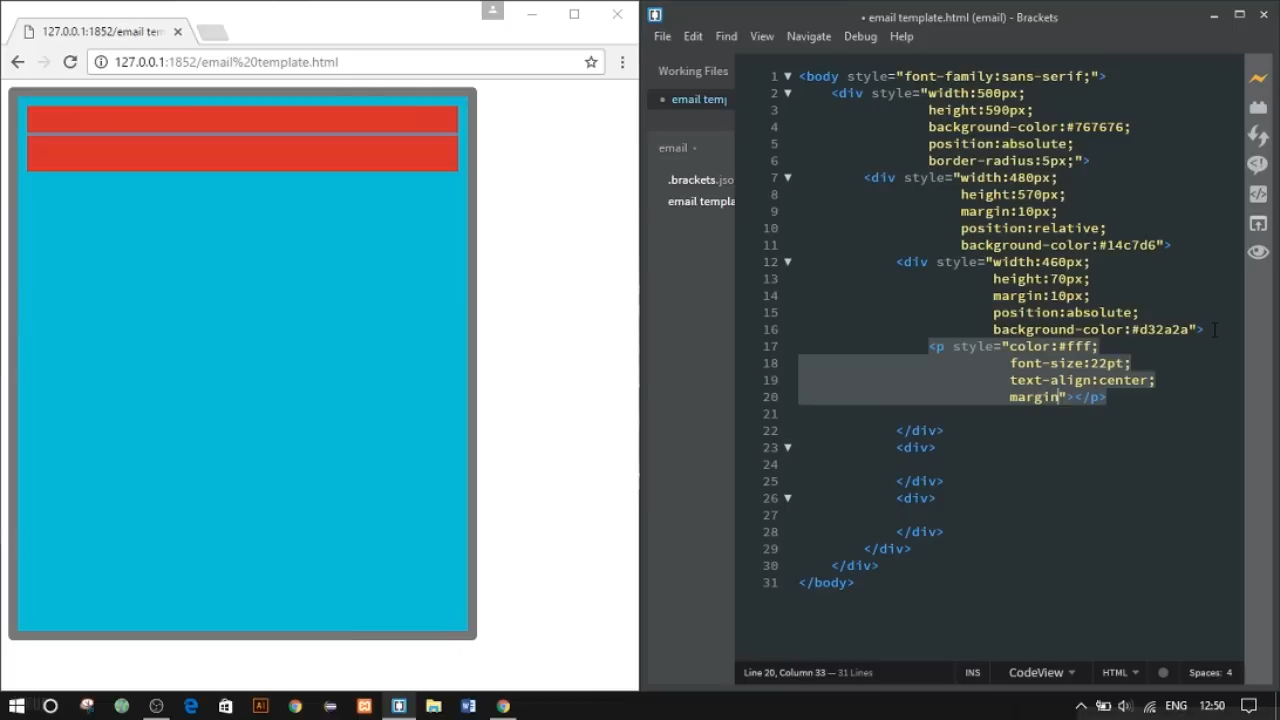 127.0.0.1:1852/email tem
127.0.0.1:1852/email%20template.html
• email template.html (email) - Brackets
File Edit Find View Navigate Debug Help
Working Files
• email temp
email
.brackets.jso
email templa
1 <body style="font-family:sans-serif;">
2 <div style="width:500px;
3 height:590px;
4 background-color:#767676;
5 position:absolute;
6 border-radius:5px;">
7 <div style="width:480px;
8 height:570px;
9 margin:10px;
10 position:relative;
11 background-color:#14c7d6">
12 <div style="width:460px;
13 height:70px;
14 margin:10px;
15 position:absolute;
16 background-color:#d32a2a">
17 <p style="color:#fff;
18 font-size:22pt;
19 text-align:center;
20 margin"></p>
21
22 </div>
23 <div>
24
25 </div>
26 <div>
27
28 </div>
29 </div>
30 </div>
31 </body>
Line 20, Column 33 — 31 Lines INS CodeView HTML Spaces: 4
ENG 12:50